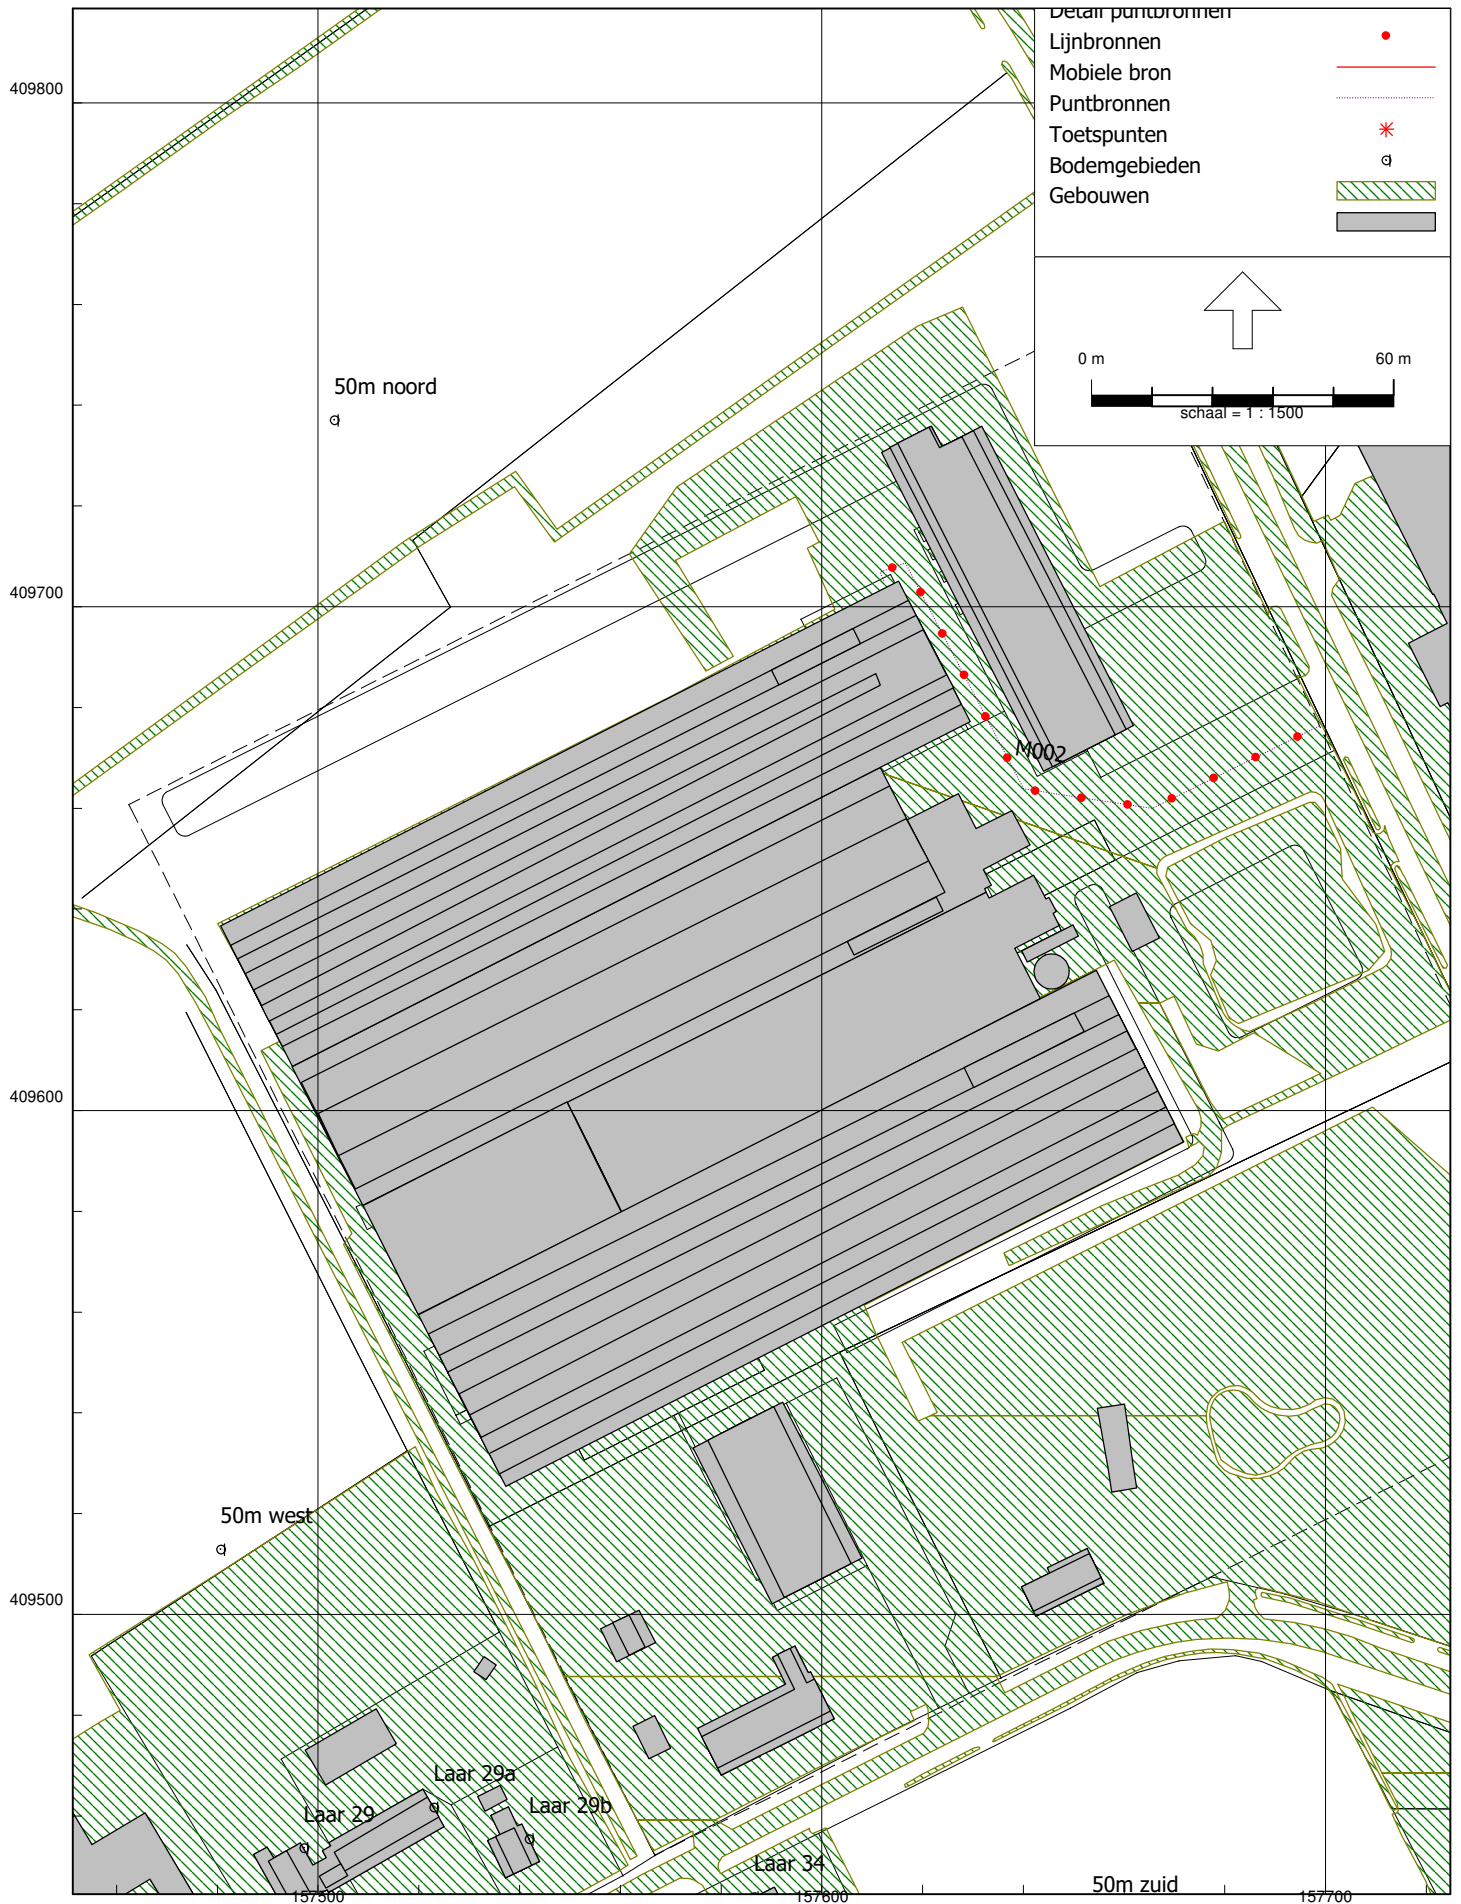 Detail puntbronnen
Lijnbronnen
Mobiele bron
Puntbronnen
Toetspunten
Bodemgebieden
Gebouwen
0 m 60 m
schaal = 1 : 1500
409800
50m noord
409700
M002
409600
50m west
409500
Laar 29a
Laar 29
Laar 29b
Laar 34
50m zuid
157500 157600 157700